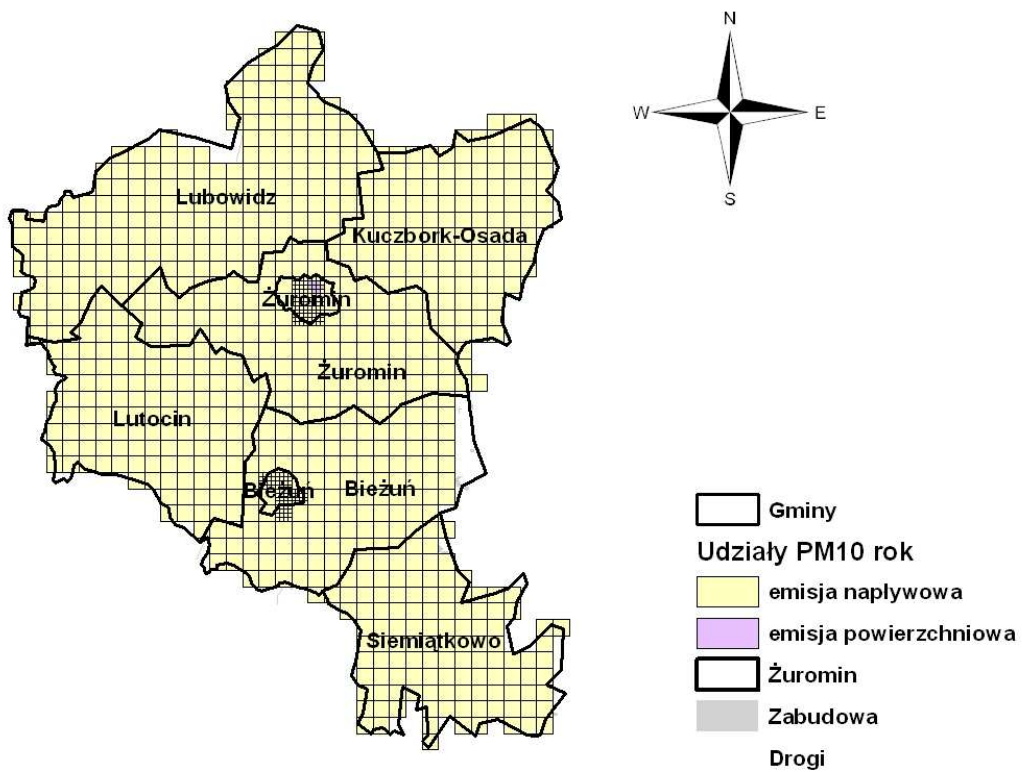 N
W
E
S
Lubowidz
Kuczbork-Osada
Żuromin
Żuromin
Lutocin
Bieżuń
Bieżuń
Siemiątkowo
Gminy
Udziały PM10 rok
emisja napływowa
emisja powierzchniowa
Żuromin
Zabudowa
Drogi